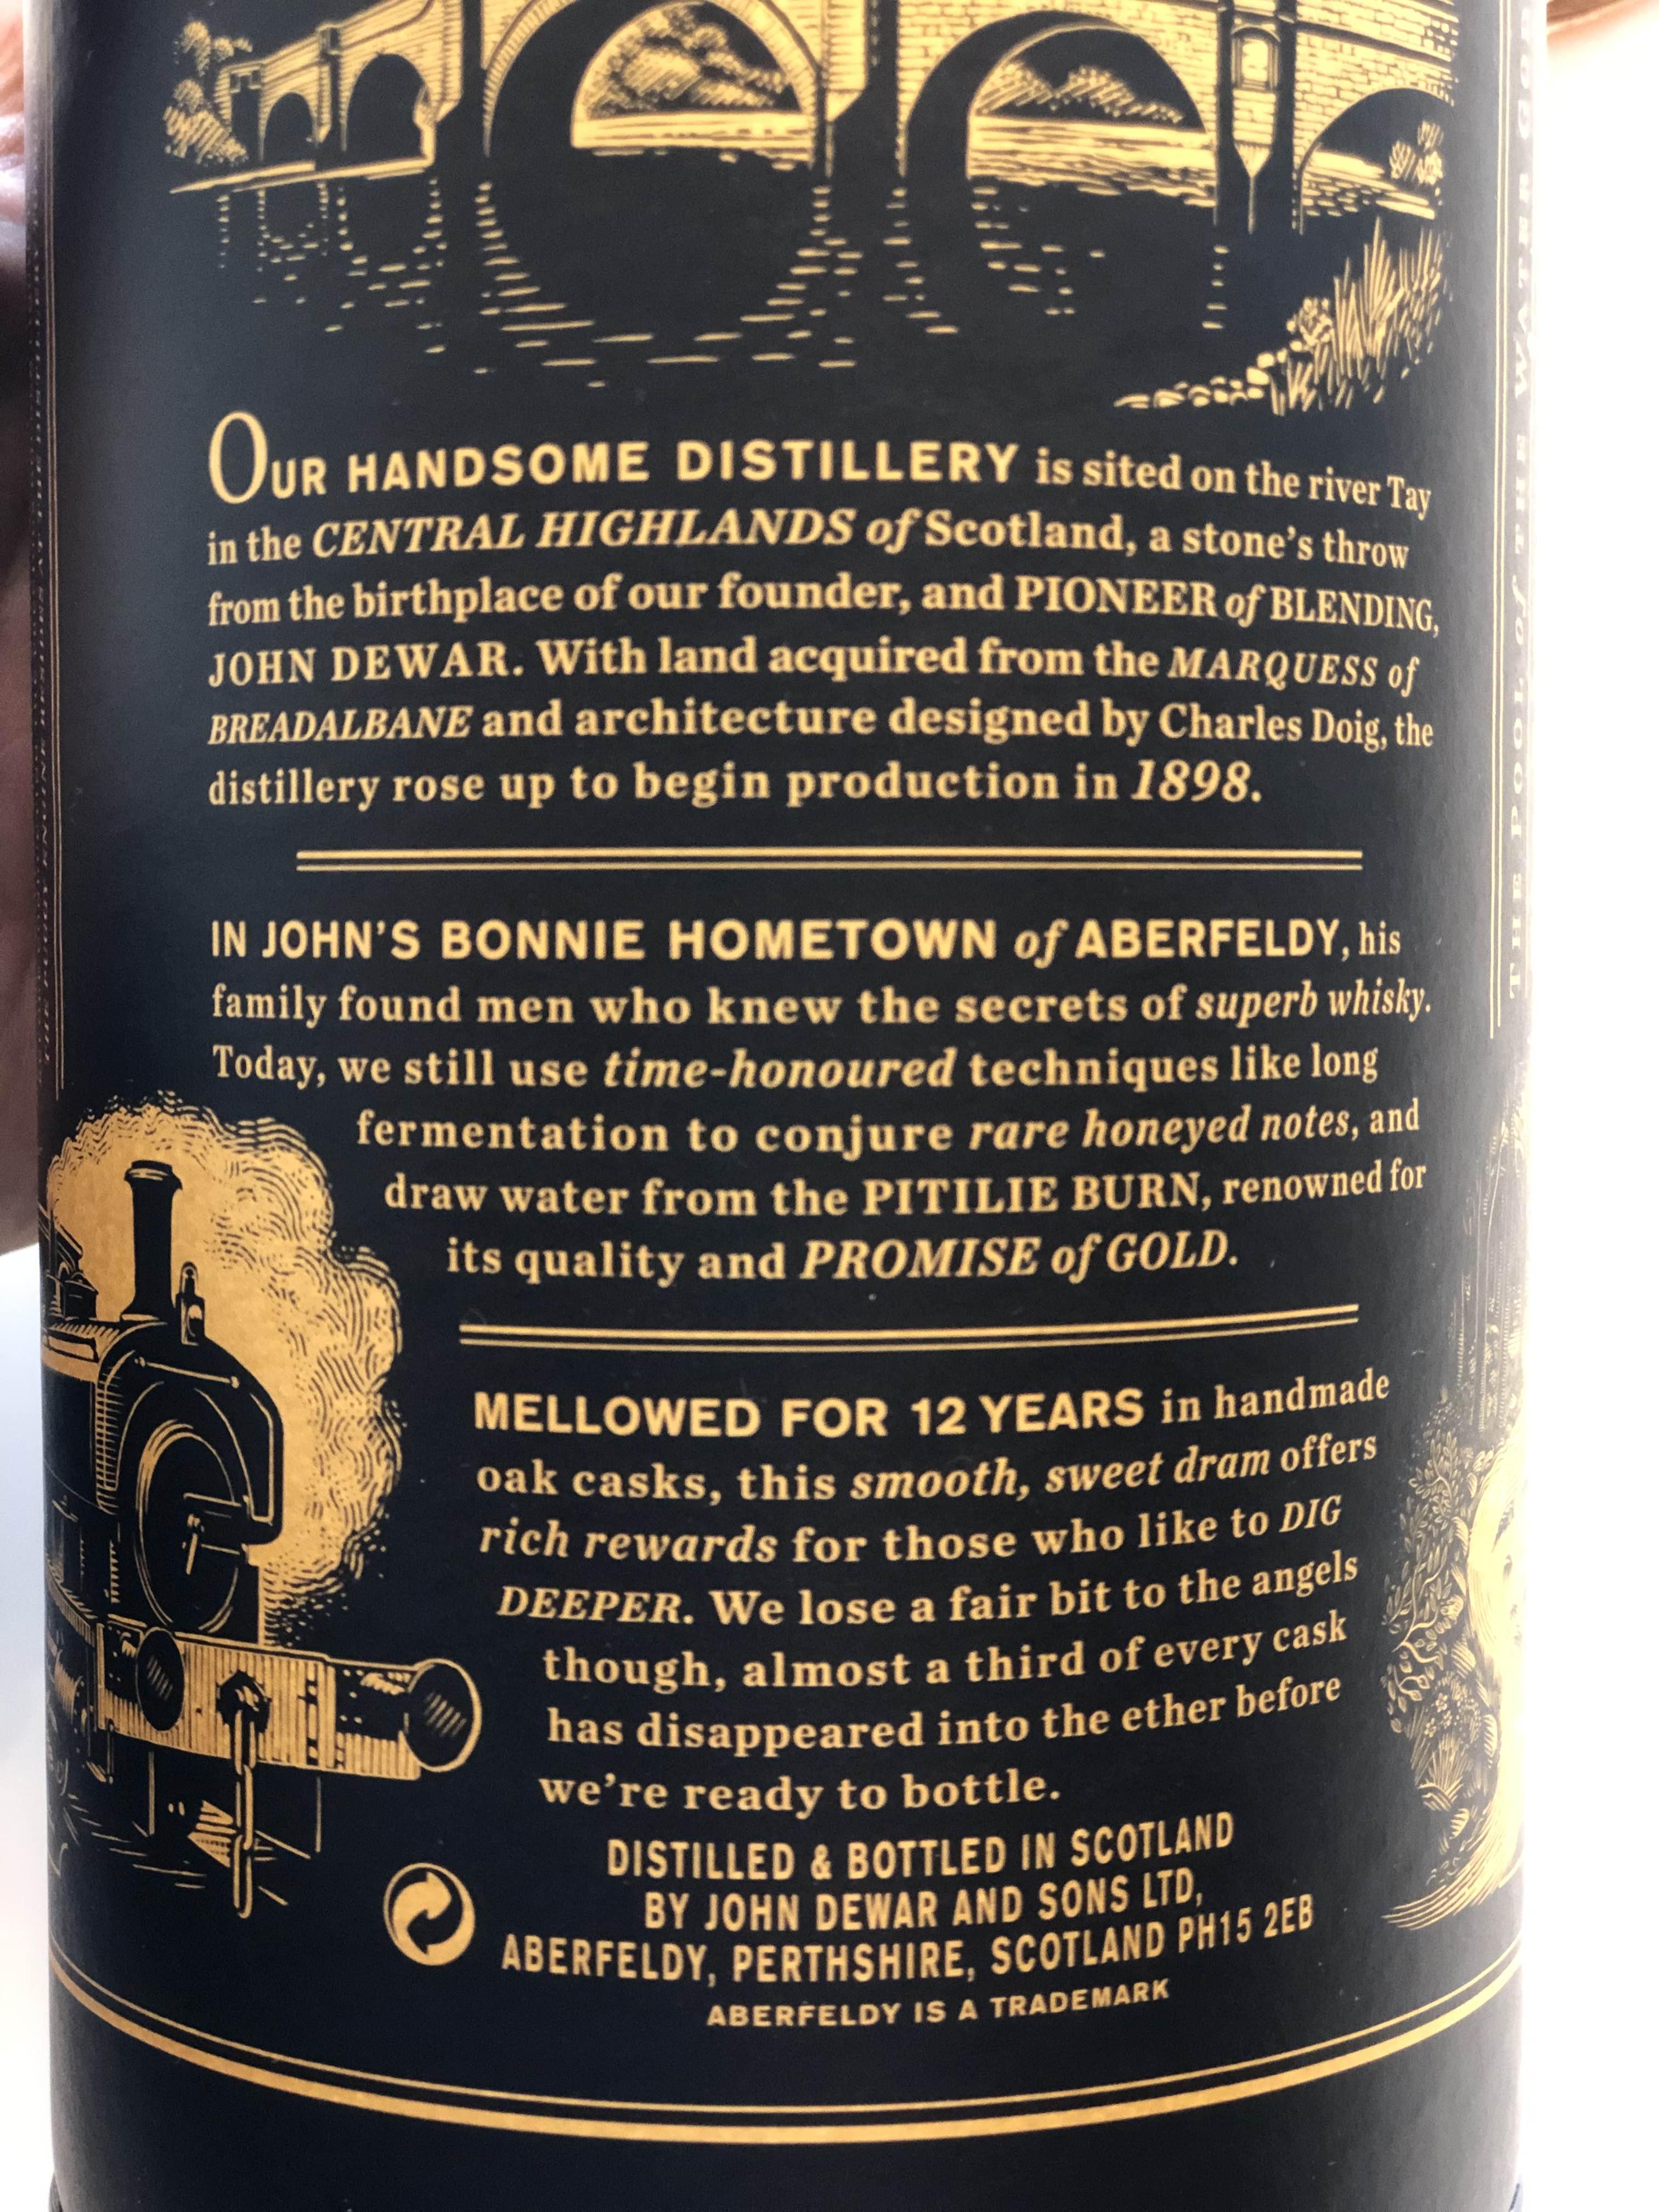 OUR HANDSOME DISTILLERY is sited on the river Tay
in the CENTRAL HIGHLANDS of Scotland, a stone's throw
from the birthplace of our founder, and PIONEER of BLENDING,
JOHN DEWAR. With land acquired from the MARQUESS of
BREADALBANE and architecture designed by Charles Doig, the
distillery rose up to begin production in 1898.
IN JOHN'S BONNIE HOMETOWN of ABERFELDY, his
family found men who knew the secrets of superb whisky.
Today, we still use time-honoured techniques like long
fermentation to conjure rare honeyed notes, and
draw water from the PITILIE BURN, renowned for
its quality and PROMISE of GOLD.
MELLOWED FOR 12 YEARS in handmade
oak casks, this smooth, sweet dram offers
rich rewards for those who like to DIG
DEEPER. We lose a fair bit to the angels
though, almost a third of every cask
has disappeared into the ether before
we're ready to bottle.
DISTILLED & BOTTLED IN SCOTLAND
BY JOHN DEWAR AND SONS LTD,
ABERFELDY, PERTHSHIRE, SCOTLAND PH15 2EB
ABERFELDY IS A TRADEMARK
THE POOL of THE WATER